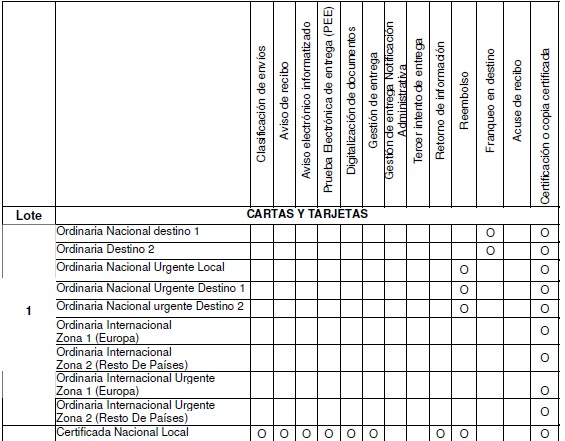 Clasificación de envíos
Aviso de recibo
Aviso electrónico informatizado
Prueba Electrónica de entrega (PEE)
Digitalización de documentos
Gestión de entrega
Gestión de entrega Notificación
Administrativa
Tercer intento de entrega
Retorno de información
Reembolso
Franqueo en destino
Acuse de recibo
Certificación o copia certificada
Lote CARTAS Y TARJETAS
Ordinaria Nacional destino 1 O O
Ordinaria Destino 2 O O
Ordinaria Nacional Urgente Local O O
Ordinaria Nacional Urgente Destino 1 O O
1 Ordinaria Nacional urgente Destino 2 O O
Ordinaria Internacional
Zona 1 (Europa) O
Ordinaria Internacional
Zona 2 (Resto De Países) O
Ordinaria Internacional Urgente
Zona 1 (Europa) O
Ordinaria Internacional Urgente
Zona 2 (Resto De Países) O
Certificada Nacional Local O O O O O O O O O